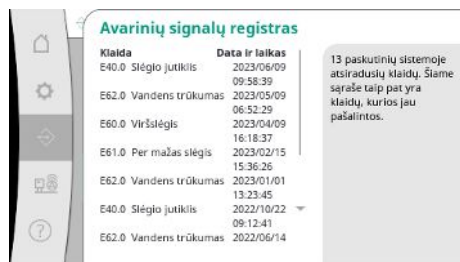 Avarinių signalų registras
Klaida Data ir laikas
E40.0 Slėgio jutiklis 2023/06/09
09:58:39
E62.0 Vandens trūkumas 2023/05/09
06:52:29
E60.0 Viršslėgis 2023/04/09
16:18:37
E61.0 Per mažas slėgis 2023/02/15
15:36:26
E62.0 Vandens trūkumas 2023/01/01
13:23:45
E40.0 Slėgio jutiklis 2022/10/22
09:12:41
E62.0 Vandens trūkumas 2022/06/14
13 paskutinių sistemoje
atsiradusių klaidų. Šiame
sąraše taip pat yra
klaidų, kurios jau
pašalintos.